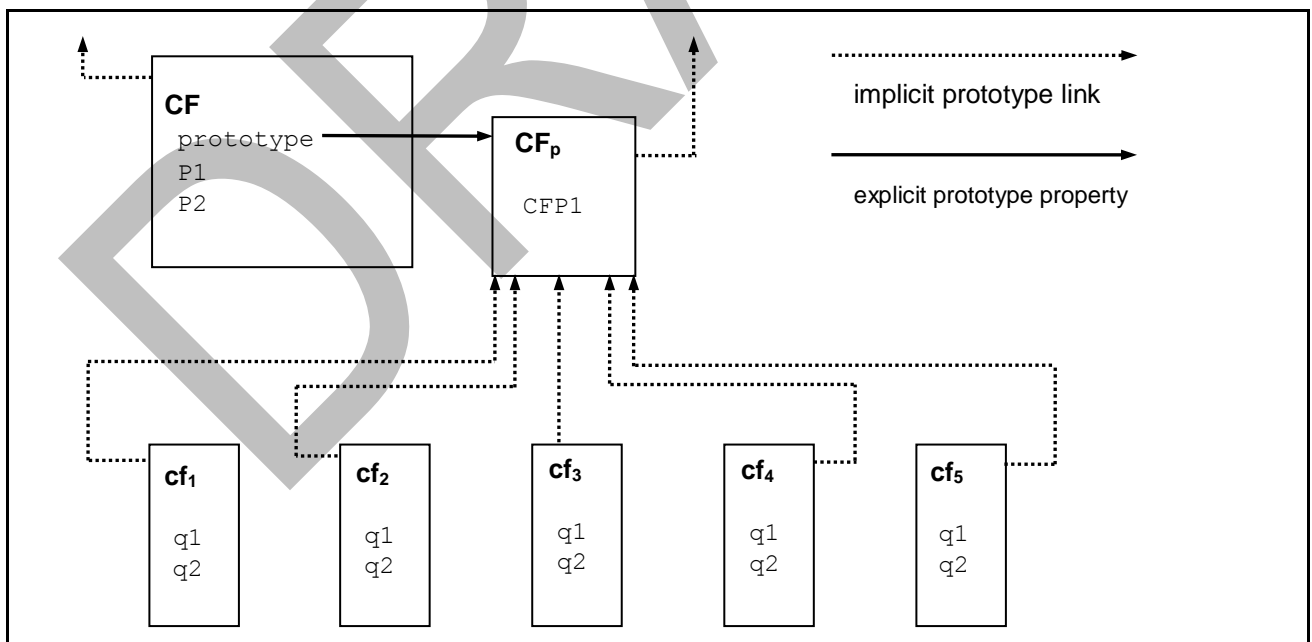 CF
prototype
P1
P2
CFp
CFP1
implicit prototype link
explicit prototype property
cf1
q1
q2
cf2
q1
q2
cf3
q1
q2
cf4
q1
q2
cf5
q1
q2